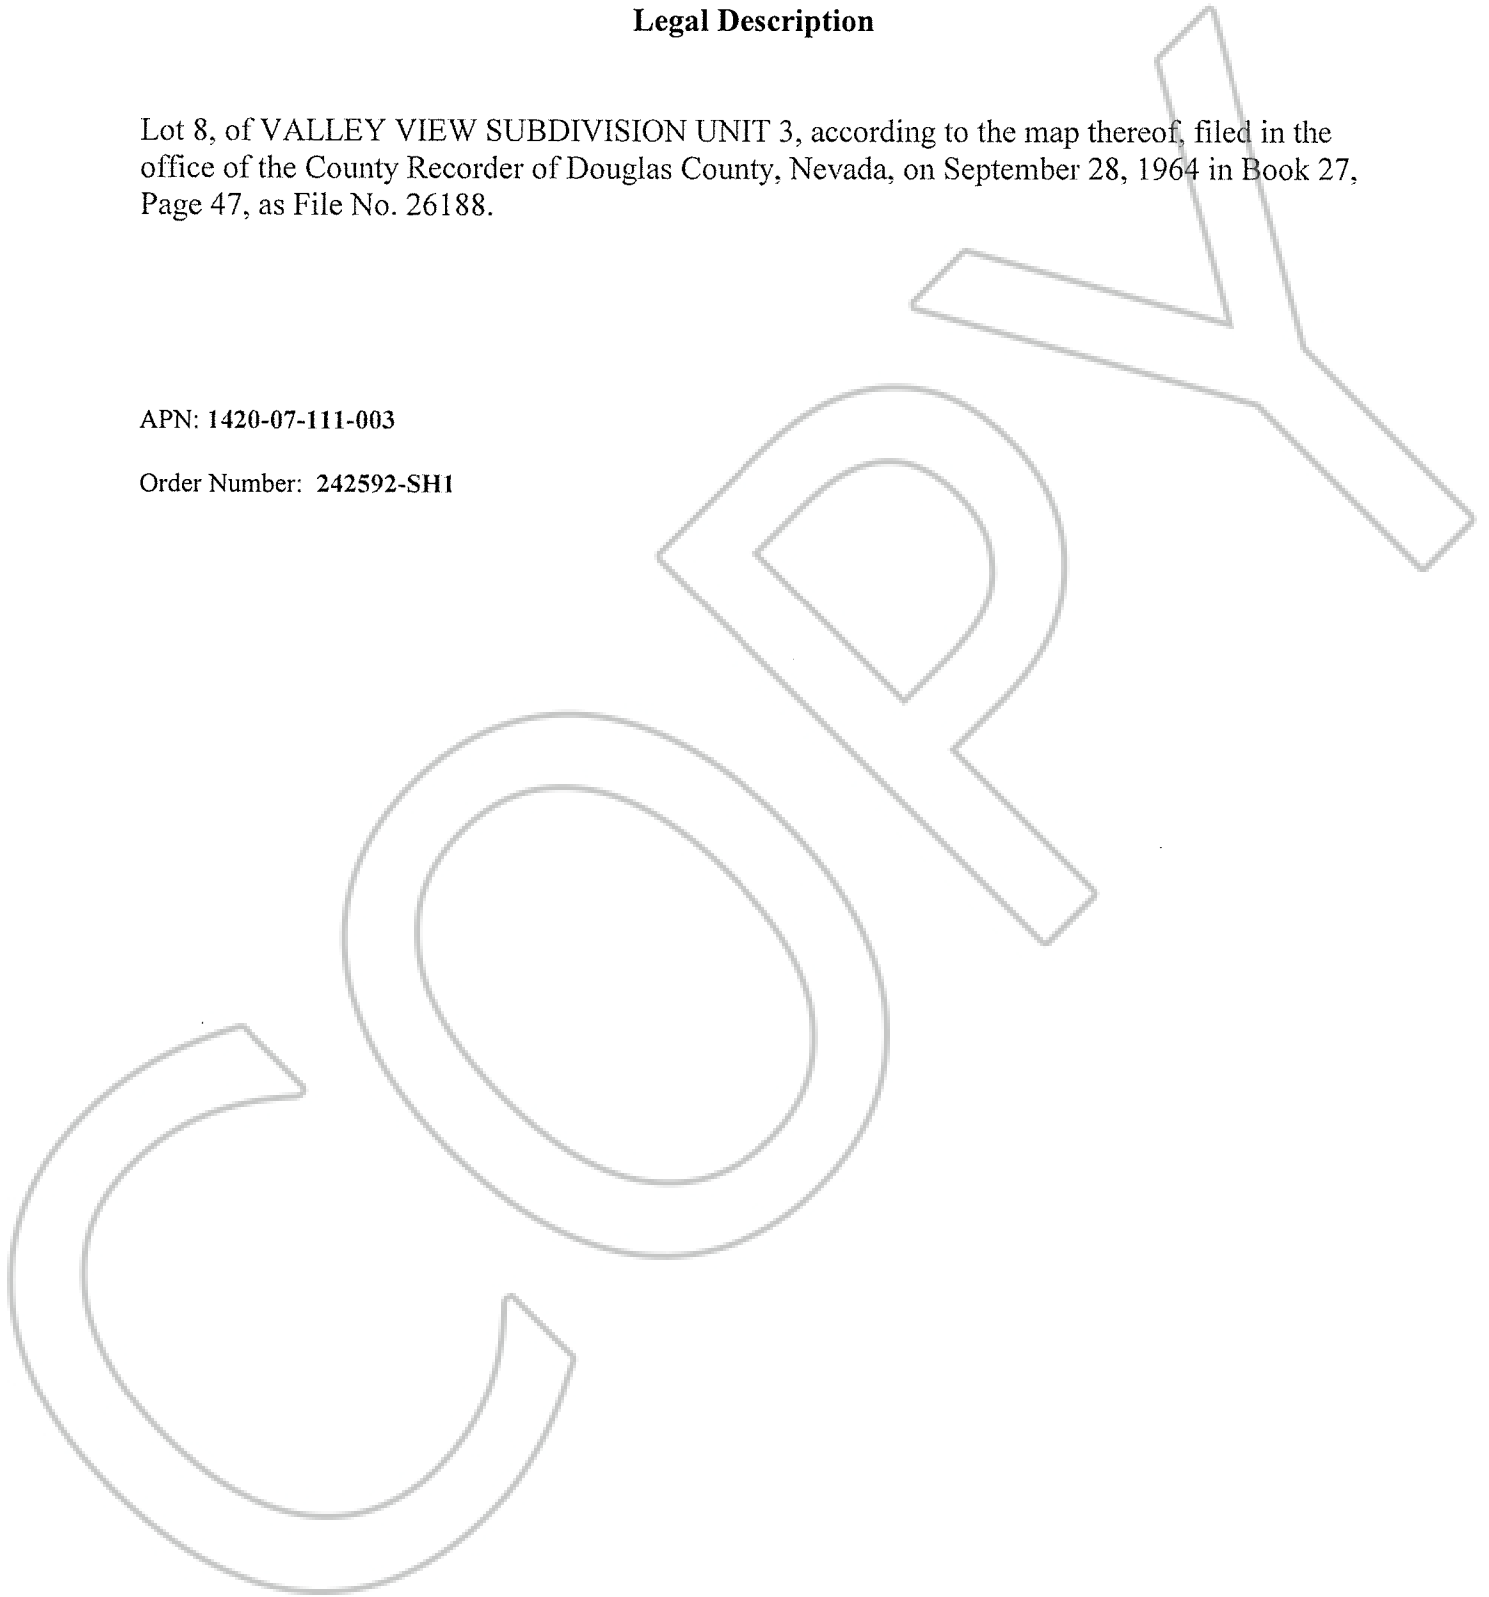 Legal Description
Lot 8, of VALLEY VIEW SUBDIVISION UNIT 3, according to the map thereof, filed in the
office of the County Recorder of Douglas County, Nevada, on September 28, 1964 in Book 27,
Page 47, as File No. 26188.
APN: 1420-07-111-003
Order Number: 242592-SH1
COPY